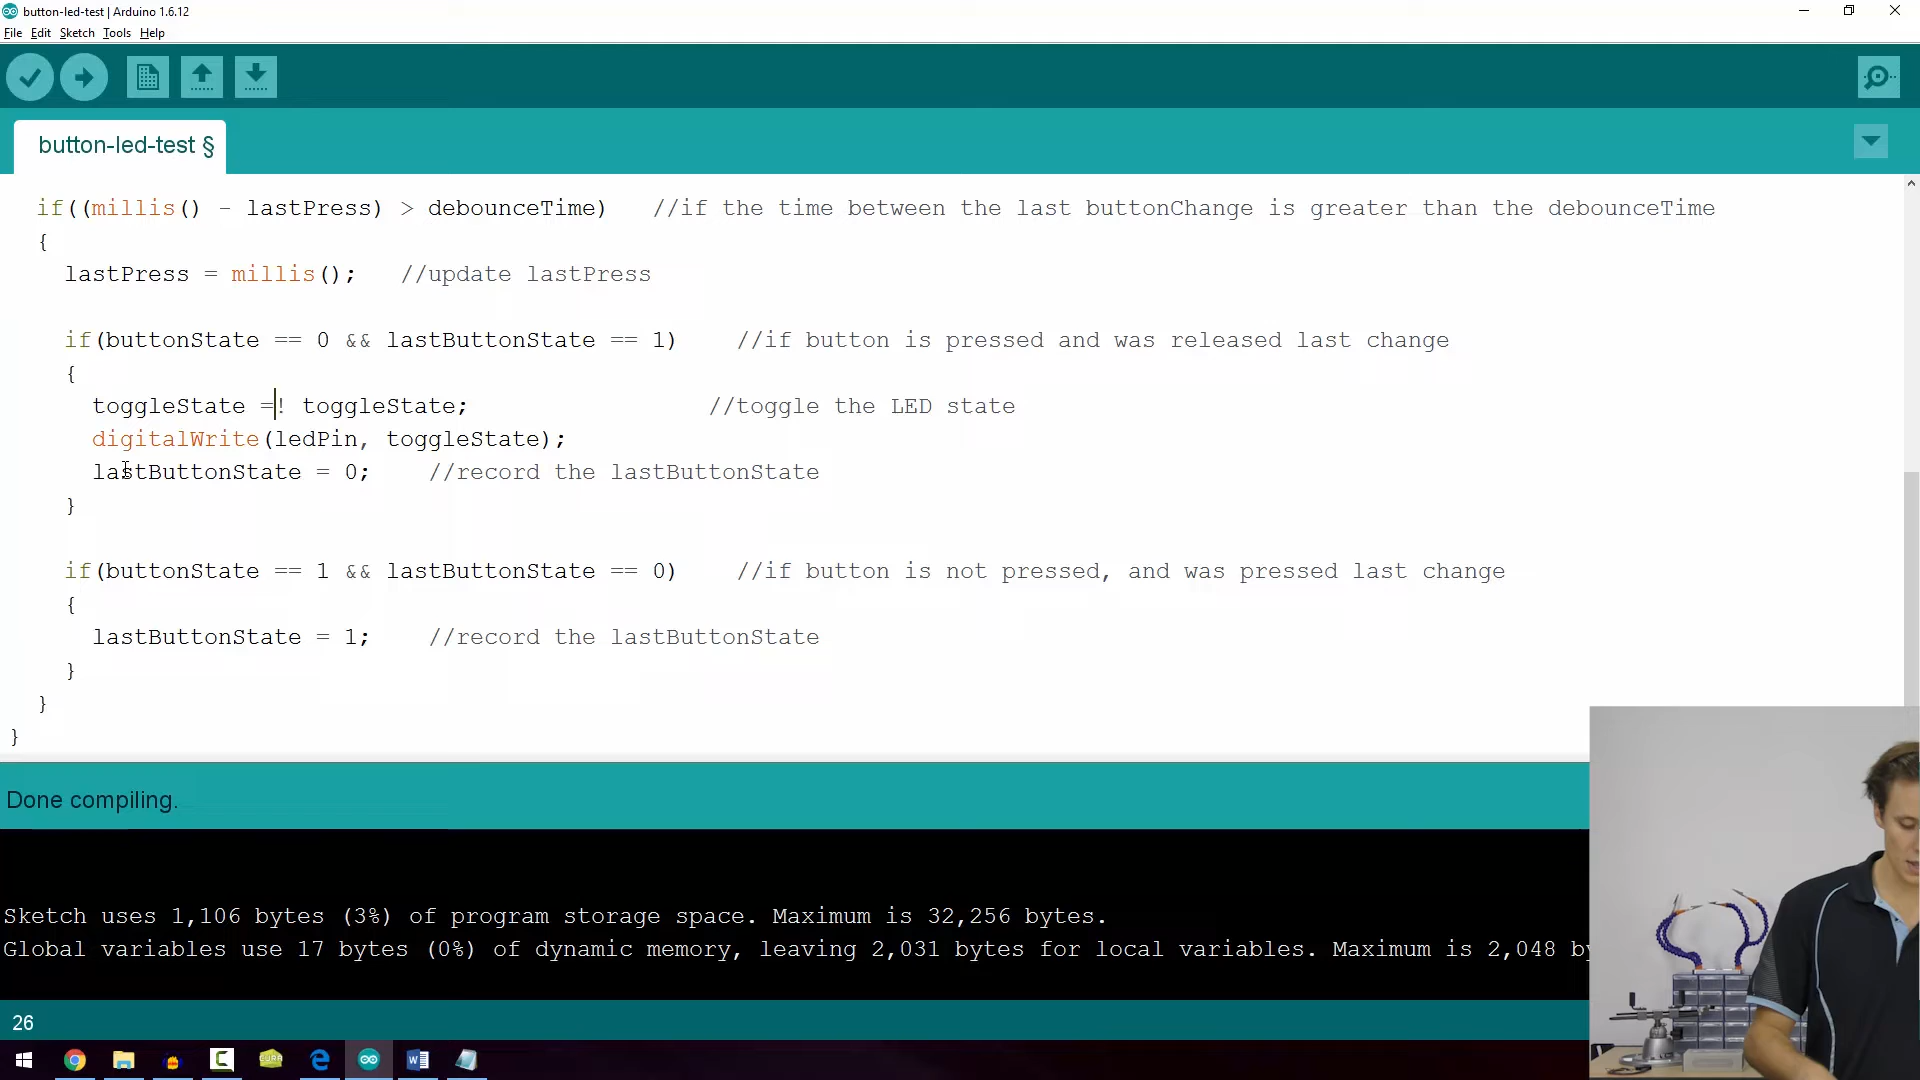 button-led-test | Arduino 1.6.12
File Edit Sketch Tools Help
button-led-test §
if((millis() - lastPress) > debounceTime)   //if the time between the last buttonChange is greater than the debounceTime
{
lastPress = millis();   //update lastPress
if(buttonState == 0 && lastButtonState == 1)    //if button is pressed and was released last change
{
toggleState =! toggleState;                 //toggle the LED state
digitalWrite(ledPin, toggleState);
lastButtonState = 0;    //record the lastButtonState
}
if(buttonState == 1 && lastButtonState == 0)    //if button is not pressed, and was pressed last change
{
lastButtonState = 1;    //record the lastButtonState
}
}
}
Done compiling.
Sketch uses 1,106 bytes (3%) of program storage space. Maximum is 32,256 bytes.
Global variables use 17 bytes (0%) of dynamic memory, leaving 2,031 bytes for local variables. Maximum is 2,048 by
26
CURA